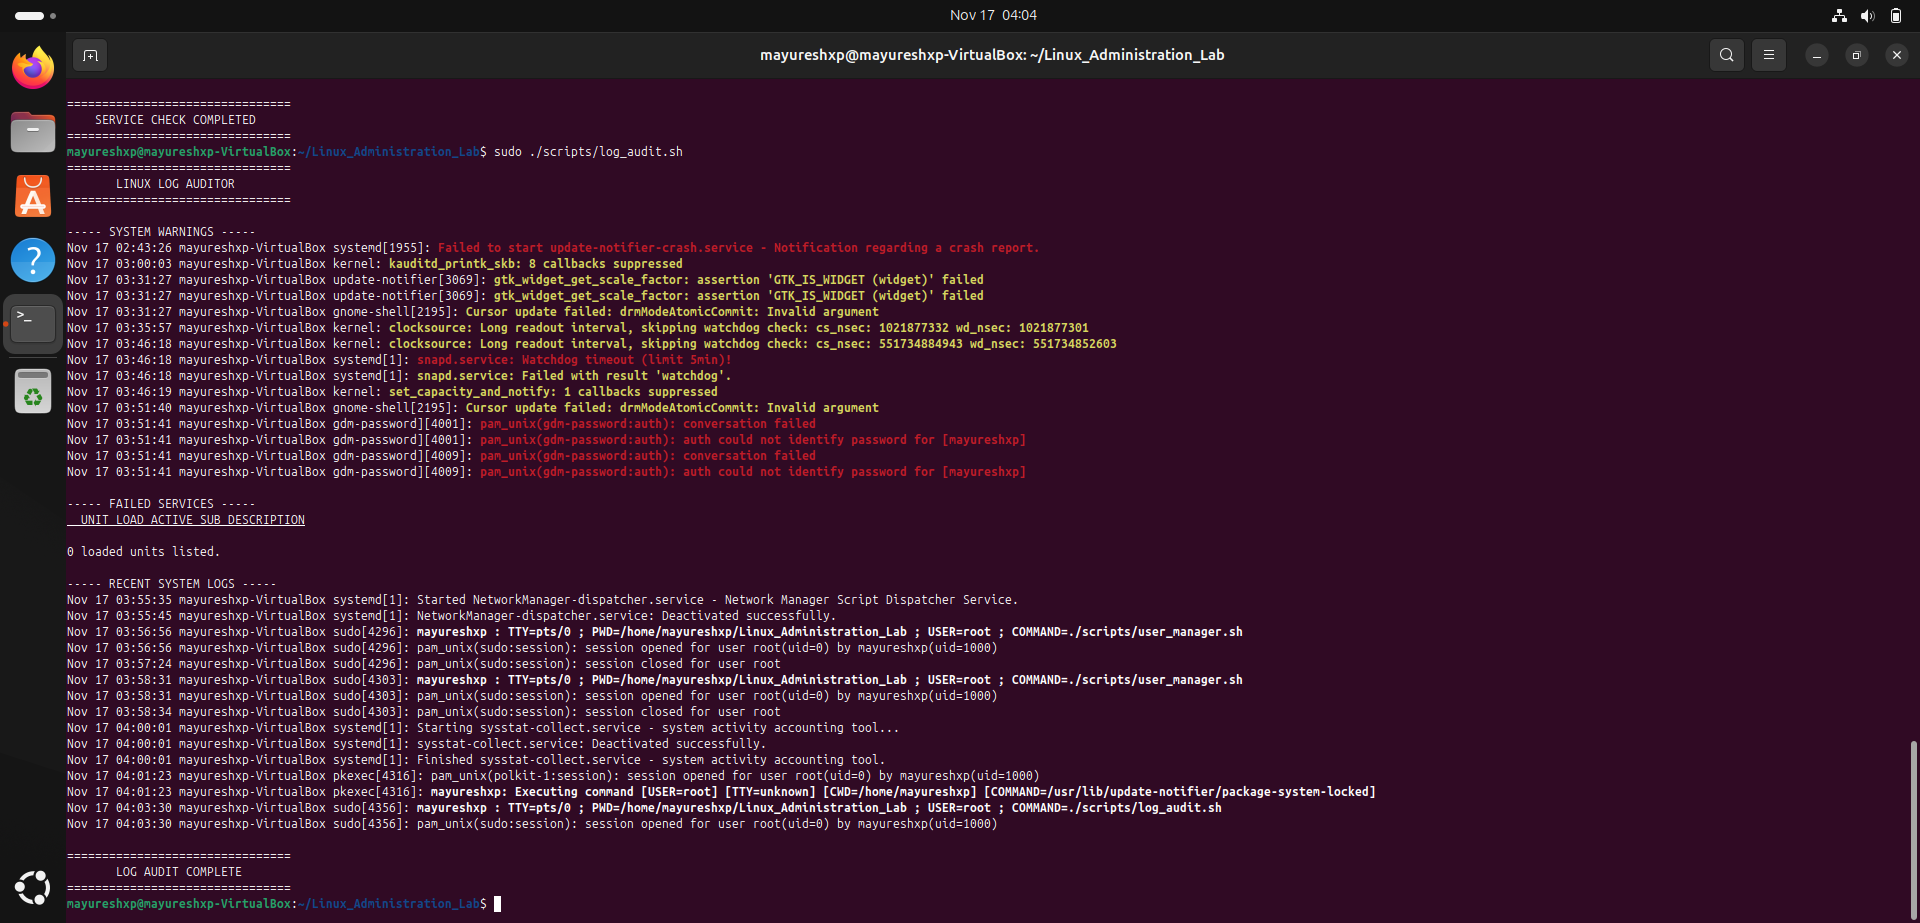 Nov 17 04:04
mayureshxp@mayureshxp-VirtualBox: ~/Linux_Administration_Lab
================================
SERVICE CHECK COMPLETED
================================
mayureshxp@mayureshxp-VirtualBox:~/Linux_Administration_Lab$ sudo ./scripts/log_audit.sh
================================
LINUX LOG AUDITOR
================================
----- SYSTEM WARNINGS -----
Nov 17 02:43:26 mayureshxp-VirtualBox systemd[1955]: Failed to start update-notifier-crash.service - Notification regarding a crash report.
Nov 17 03:00:03 mayureshxp-VirtualBox kernel: kauditd_printk_skb: 8 callbacks suppressed
Nov 17 03:31:27 mayureshxp-VirtualBox update-notifier[3069]: gtk_widget_get_scale_factor: assertion 'GTK_IS_WIDGET (widget)' failed
Nov 17 03:31:27 mayureshxp-VirtualBox update-notifier[3069]: gtk_widget_get_scale_factor: assertion 'GTK_IS_WIDGET (widget)' failed
Nov 17 03:31:27 mayureshxp-VirtualBox gnome-shell[2195]: Cursor update failed: drmModeAtomicCommit: Invalid argument
Nov 17 03:35:57 mayureshxp-VirtualBox kernel: clocksource: Long readout interval, skipping watchdog check: cs_nsec: 1021877332 wd_nsec: 1021877301
Nov 17 03:46:18 mayureshxp-VirtualBox kernel: clocksource: Long readout interval, skipping watchdog check: cs_nsec: 551734884943 wd_nsec: 551734852603
Nov 17 03:46:18 mayureshxp-VirtualBox systemd[1]: snapd.service: Watchdog timeout (limit 5min)!
Nov 17 03:46:18 mayureshxp-VirtualBox systemd[1]: snapd.service: Failed with result 'watchdog'.
Nov 17 03:46:19 mayureshxp-VirtualBox kernel: set_capacity_and_notify: 1 callbacks suppressed
Nov 17 03:51:40 mayureshxp-VirtualBox gnome-shell[2195]: Cursor update failed: drmModeAtomicCommit: Invalid argument
Nov 17 03:51:41 mayureshxp-VirtualBox gdm-password][4001]: pam_unix(gdm-password:auth): conversation failed
Nov 17 03:51:41 mayureshxp-VirtualBox gdm-password][4001]: pam_unix(gdm-password:auth): auth could not identify password for [mayureshxp]
Nov 17 03:51:41 mayureshxp-VirtualBox gdm-password][4009]: pam_unix(gdm-password:auth): conversation failed
Nov 17 03:51:41 mayureshxp-VirtualBox gdm-password][4009]: pam_unix(gdm-password:auth): auth could not identify password for [mayureshxp]
----- FAILED SERVICES -----
UNIT LOAD ACTIVE SUB DESCRIPTION
0 loaded units listed.
----- RECENT SYSTEM LOGS -----
Nov 17 03:55:35 mayureshxp-VirtualBox systemd[1]: Started NetworkManager-dispatcher.service - Network Manager Script Dispatcher Service.
Nov 17 03:55:45 mayureshxp-VirtualBox systemd[1]: NetworkManager-dispatcher.service: Deactivated successfully.
Nov 17 03:56:56 mayureshxp-VirtualBox sudo[4296]: mayureshxp : TTY=pts/0 ; PWD=/home/mayureshxp/Linux_Administration_Lab ; USER=root ; COMMAND=./scripts/user_manager.sh
Nov 17 03:56:56 mayureshxp-VirtualBox sudo[4296]: pam_unix(sudo:session): session opened for user root(uid=0) by mayureshxp(uid=1000)
Nov 17 03:57:24 mayureshxp-VirtualBox sudo[4296]: pam_unix(sudo:session): session closed for user root
Nov 17 03:58:31 mayureshxp-VirtualBox sudo[4303]: mayureshxp : TTY=pts/0 ; PWD=/home/mayureshxp/Linux_Administration_Lab ; USER=root ; COMMAND=./scripts/user_manager.sh
Nov 17 03:58:31 mayureshxp-VirtualBox sudo[4303]: pam_unix(sudo:session): session opened for user root(uid=0) by mayureshxp(uid=1000)
Nov 17 03:58:34 mayureshxp-VirtualBox sudo[4303]: pam_unix(sudo:session): session closed for user root
Nov 17 04:00:01 mayureshxp-VirtualBox systemd[1]: Starting sysstat-collect.service - system activity accounting tool...
Nov 17 04:00:01 mayureshxp-VirtualBox systemd[1]: sysstat-collect.service: Deactivated successfully.
Nov 17 04:00:01 mayureshxp-VirtualBox systemd[1]: Finished sysstat-collect.service - system activity accounting tool.
Nov 17 04:01:23 mayureshxp-VirtualBox pkexec[4316]: pam_unix(polkit-1:session): session opened for user root(uid=0) by mayureshxp(uid=1000)
Nov 17 04:01:23 mayureshxp-VirtualBox pkexec[4316]: mayureshxp: Executing command [USER=root] [TTY=unknown] [CWD=/home/mayureshxp] [COMMAND=/usr/lib/update-notifier/package-system-locked]
Nov 17 04:03:30 mayureshxp-VirtualBox sudo[4356]: mayureshxp : TTY=pts/0 ; PWD=/home/mayureshxp/Linux_Administration_Lab ; USER=root ; COMMAND=./scripts/log_audit.sh
Nov 17 04:03:30 mayureshxp-VirtualBox sudo[4356]: pam_unix(sudo:session): session opened for user root(uid=0) by mayureshxp(uid=1000)
================================
LOG AUDIT COMPLETE
================================
mayureshxp@mayureshxp-VirtualBox:~/Linux_Administration_Lab$